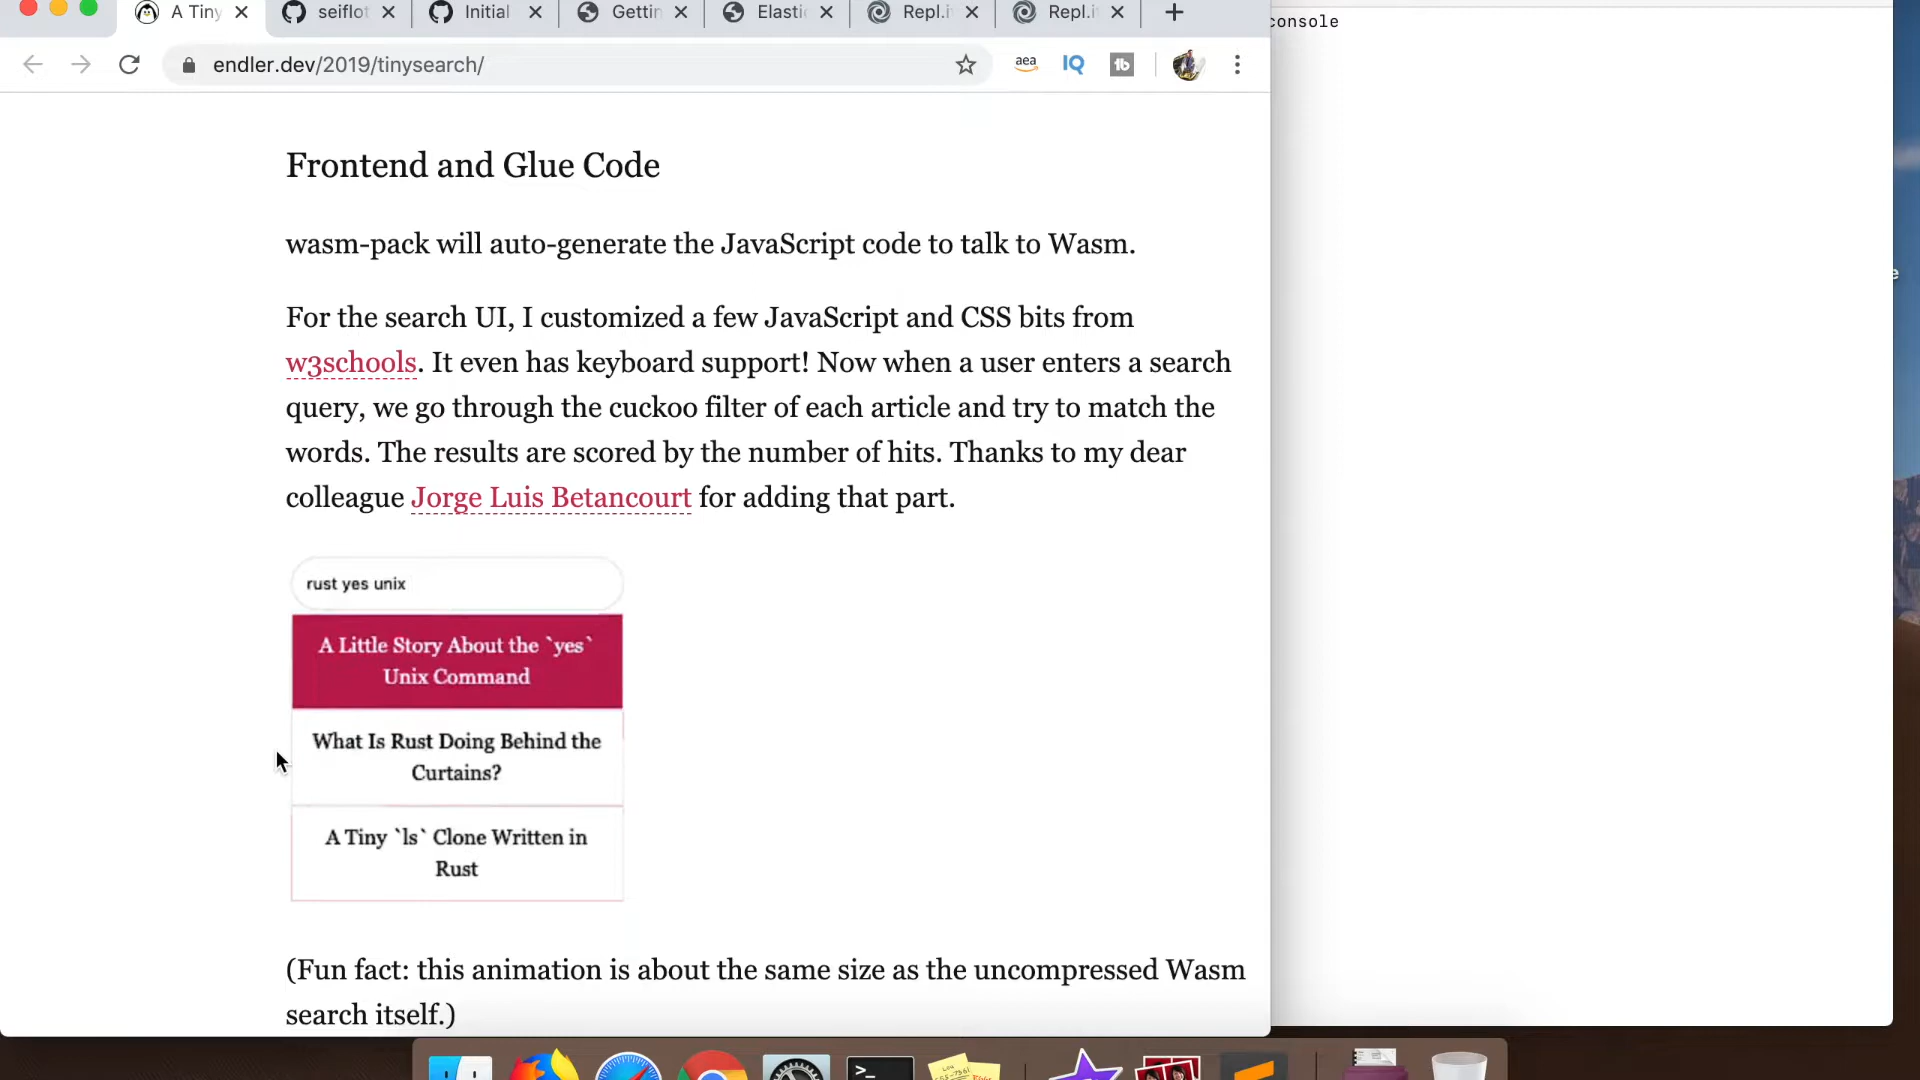 A Tiny
seiflot
Initial
Gettin
Elastic
Repl.i
Repl.i
console
endler.dev/2019/tinysearch/
aea
IQ
tb
Frontend and Glue Code
wasm-pack will auto-generate the JavaScript code to talk to Wasm.
For the search UI, I customized a few JavaScript and CSS bits from
w3schools. It even has keyboard support! Now when a user enters a search
query, we go through the cuckoo filter of each article and try to match the
words. The results are scored by the number of hits. Thanks to my dear
colleague Jorge Luis Betancourt for adding that part.
rust yes unix
A Little Story About the `yes`
Unix Command
What Is Rust Doing Behind the
Curtains?
A Tiny `ls` Clone Written in
Rust
(Fun fact: this animation is about the same size as the uncompressed Wasm
search itself.)